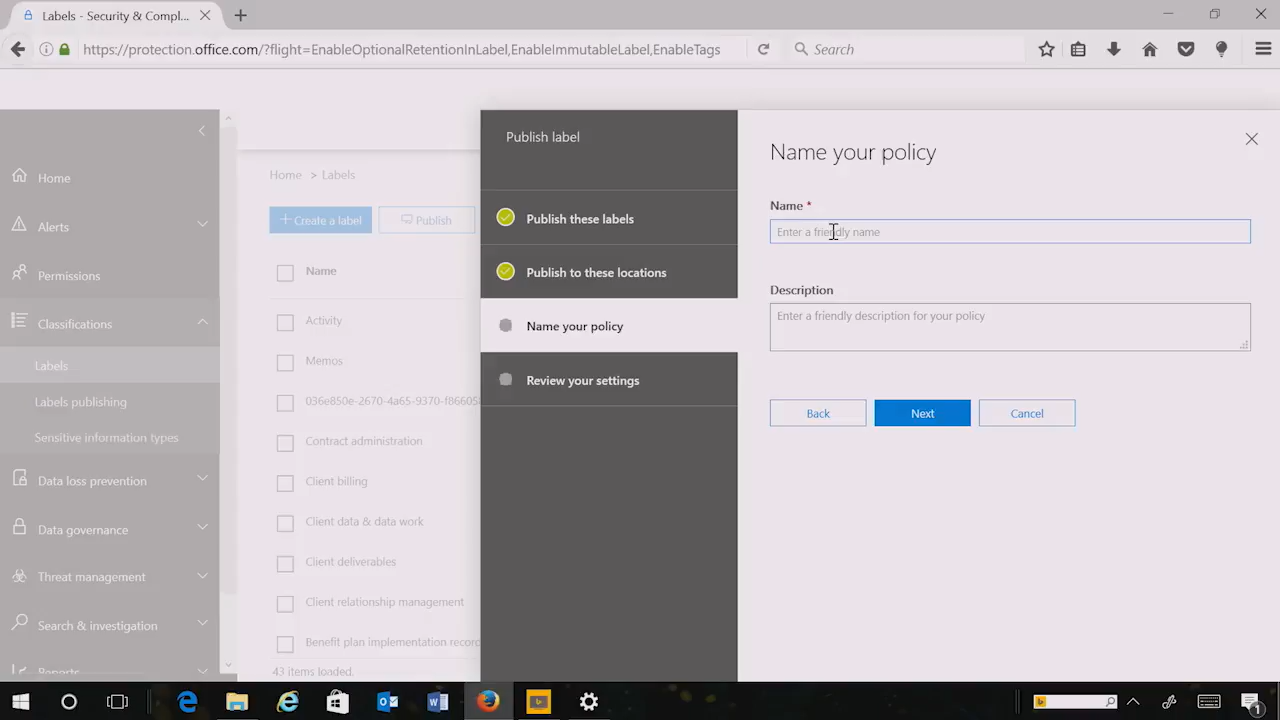 Labels - Security & Compl...
https://protection.office.com/?flight=EnableOptionalRetentionInLabel,EnableImmutableLabel,EnableTags
Search
Home
Alerts
Permissions
Classifications
Labels
Labels publishing
Sensitive information types
Data loss prevention
Data governance
Threat management
Search & investigation
Reports
Home > Labels
+ Create a label
Publish
Name
Activity
Memos
036e850e-2670-4a65-9370-f86605
Contract administration
Client billing
Client data & data work
Client deliverables
Client relationship management
Benefit plan implementation record
43 items loaded.
Publish label
Publish these labels
Publish to these locations
Name your policy
Review your settings
Name your policy
Name *
Enter a friendly name
Description
Enter a friendly description for your policy
Back
Next
Cancel
1